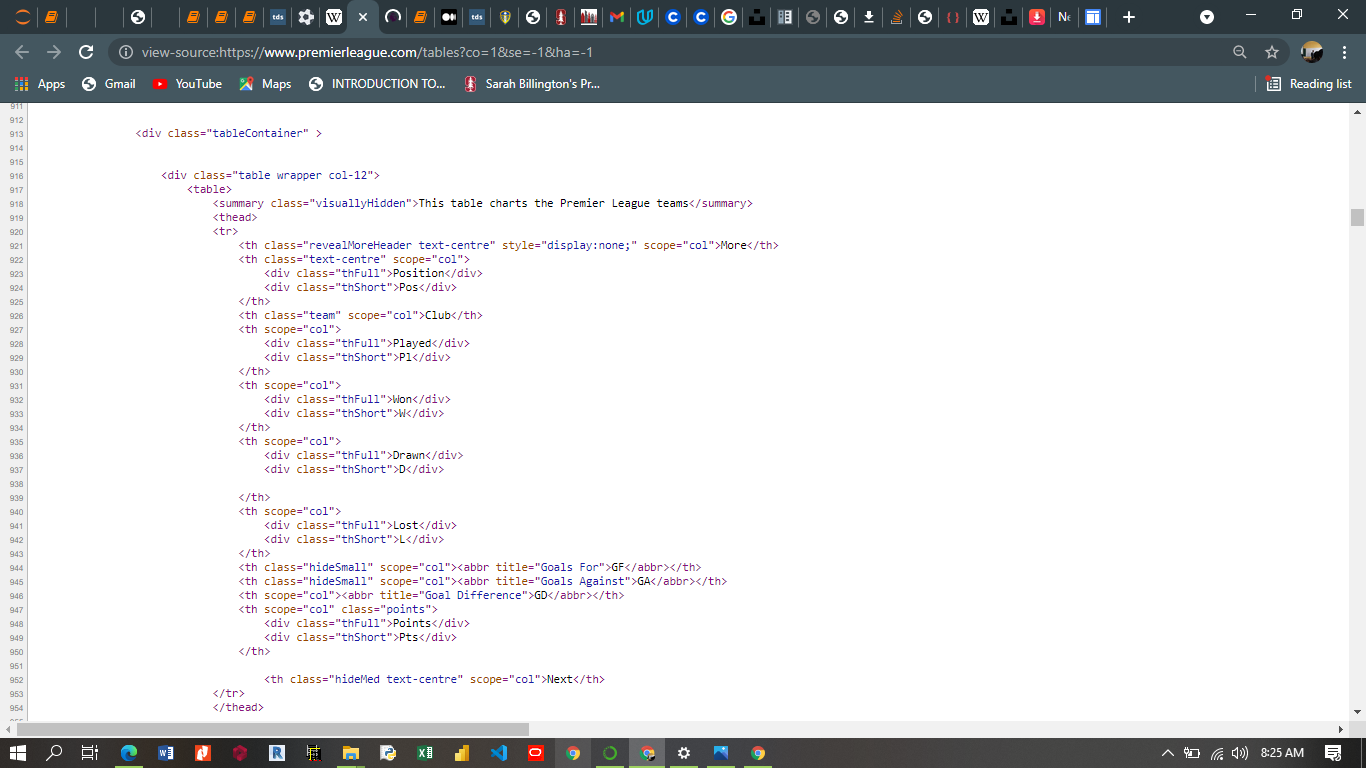 tds
tds
Ne
view-source:https://www.premierleague.com/tables?co=1&se=-1&ha=-1
Apps
Gmail
YouTube
Maps
INTRODUCTION TO...
Sarah Billington's Pr...
Reading list
911
912
913 <div class="tableContainer" >
914
915
916 <div class="table wrapper col-12">
917 <table>
918 <summary class="visuallyHidden">This table charts the Premier League teams</summary>
919 <thead>
920 <tr>
921 <th class="revealMoreHeader text-centre" style="display:none;" scope="col">More</th>
922 <th class="text-centre" scope="col">
923 <div class="thFull">Position</div>
924 <div class="thShort">Pos</div>
925 </th>
926 <th class="team" scope="col">Club</th>
927 <th scope="col">
928 <div class="thFull">Played</div>
929 <div class="thShort">Pl</div>
930 </th>
931 <th scope="col">
932 <div class="thFull">Won</div>
933 <div class="thShort">W</div>
934 </th>
935 <th scope="col">
936 <div class="thFull">Drawn</div>
937 <div class="thShort">D</div>
938
939 </th>
940 <th scope="col">
941 <div class="thFull">Lost</div>
942 <div class="thShort">L</div>
943 </th>
944 <th class="hideSmall" scope="col"><abbr title="Goals For">GF</abbr></th>
945 <th class="hideSmall" scope="col"><abbr title="Goals Against">GA</abbr></th>
946 <th scope="col"><abbr title="Goal Difference">GD</abbr></th>
947 <th scope="col" class="points">
948 <div class="thFull">Points</div>
949 <div class="thShort">Pts</div>
950 </th>
951
952 <th class="hideMed text-centre" scope="col">Next</th>
953 </tr>
954 </thead>
8:25 AM